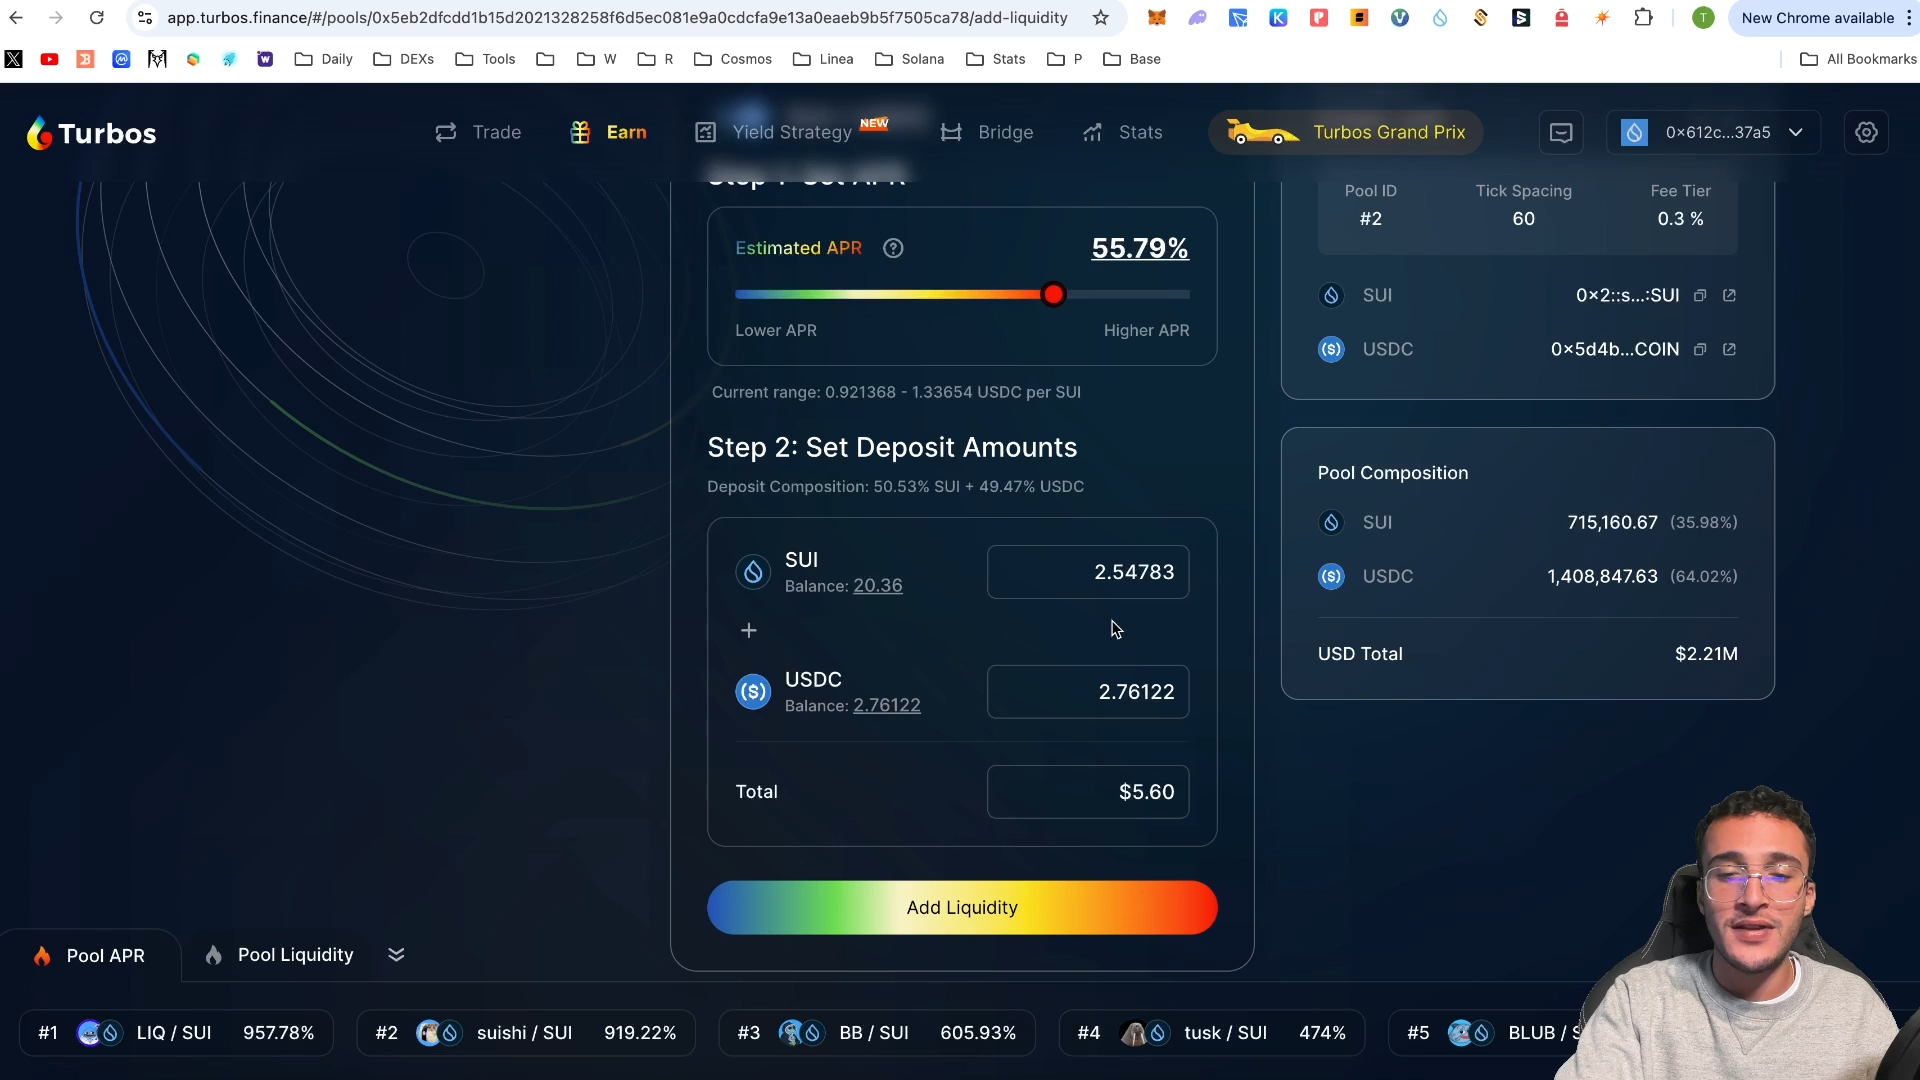 app.turbos.finance/#/pools/0x5eb2dfcdd1b15d2021328258f6d5ec081e9a0cdcfa9e13a0eaeb9b5f7505ca78/add-liquidity
New Chrome available
Daily DEXs Tools W R Cosmos Linea Solana Stats P Base All Bookmarks
Turbos
Trade Earn Yield Strategy NEW Bridge Stats Turbos Grand Prix 0x612c...37a5
Step 1: Set APR
Estimated APR 55.79%
Lower APR Higher APR
Current range: 0.921368 - 1.33654 USDC per SUI
Step 2: Set Deposit Amounts
Deposit Composition: 50.53% SUI + 49.47% USDC
SUI
Balance: 20.36
2.54783
+
USDC
Balance: 2.76122
2.76122
Total $5.60
Add Liquidity
Pool ID Tick Spacing Fee Tier
#2 60 0.3 %
SUI 0x2::s...:SUI
USDC 0x5d4b...COIN
Pool Composition
SUI 715,160.67 (35.98%)
USDC 1,408,847.63 (64.02%)
USD Total $2.21M
Pool APR Pool Liquidity
#1 LIQ / SUI 957.78% #2 suishi / SUI 919.22% #3 BB / SUI 605.93% #4 tusk / SUI 474% #5 BLUB / S